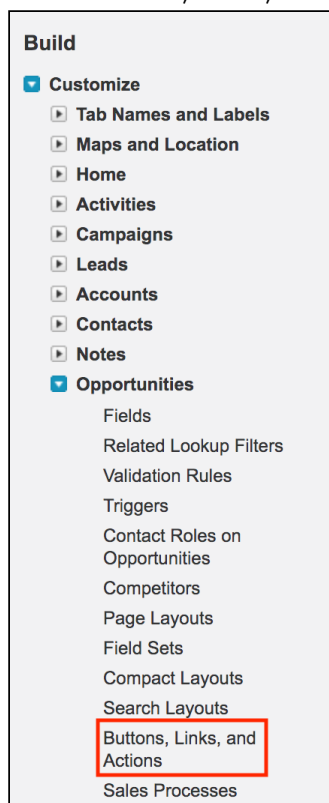 Build
Customize
Tab Names and Labels
Maps and Location
Home
Activities
Campaigns
Leads
Accounts
Contacts
Notes
Opportunities
Fields
Related Lookup Filters
Validation Rules
Triggers
Contact Roles on
Opportunities
Competitors
Page Layouts
Field Sets
Compact Layouts
Search Layouts
Buttons, Links, and
Actions
Sales Processes